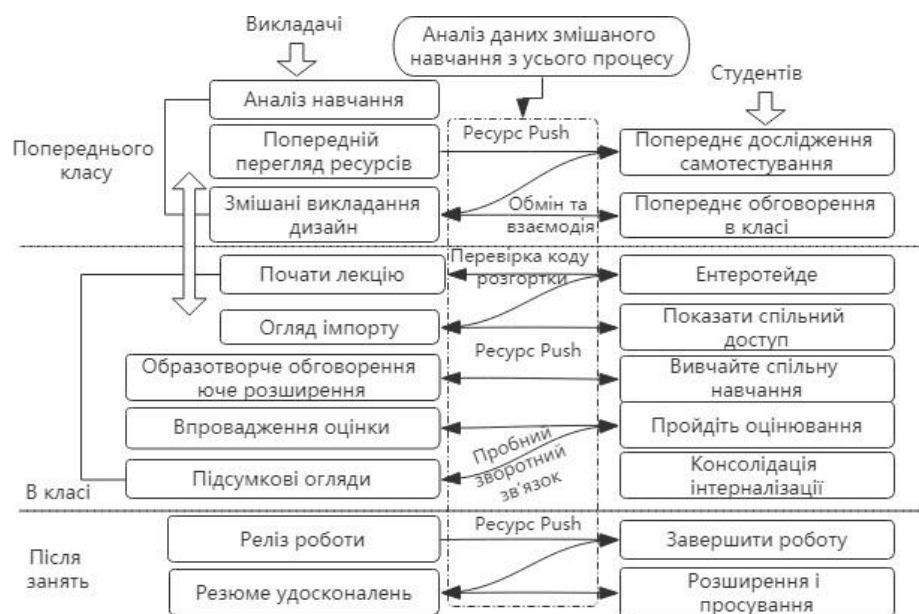 Викладачі
Аналіз даних змішаного
навчання з усього процесу
Студентів
Аналіз навчання
Попереднього
класу
Попередній
перегляд ресурсів
Ресурс Push
Попереднє дослідження
самотестування
Змішані викладання
дизайн
Обмін та
взаємодія
Попереднє обговорення
в класі
Почати лекцію
Перевірка коду
розгортки
Ентеротейде
Огляд імпорту
Показати спільний
доступ
Образотворче обговорення
юче розширення
Ресурс Push
Вивчайте спільну
навчання
Впровадження оцінки
Пройдіть оцінювання
Пробний
зворотний
зв'язок
В класі
Підсумкові огляди
Консолідація
інтерналізації
Після
занять
Реліз роботи
Ресурс Push
Завершити роботу
Резюме удосконалень
Розширення і
просування